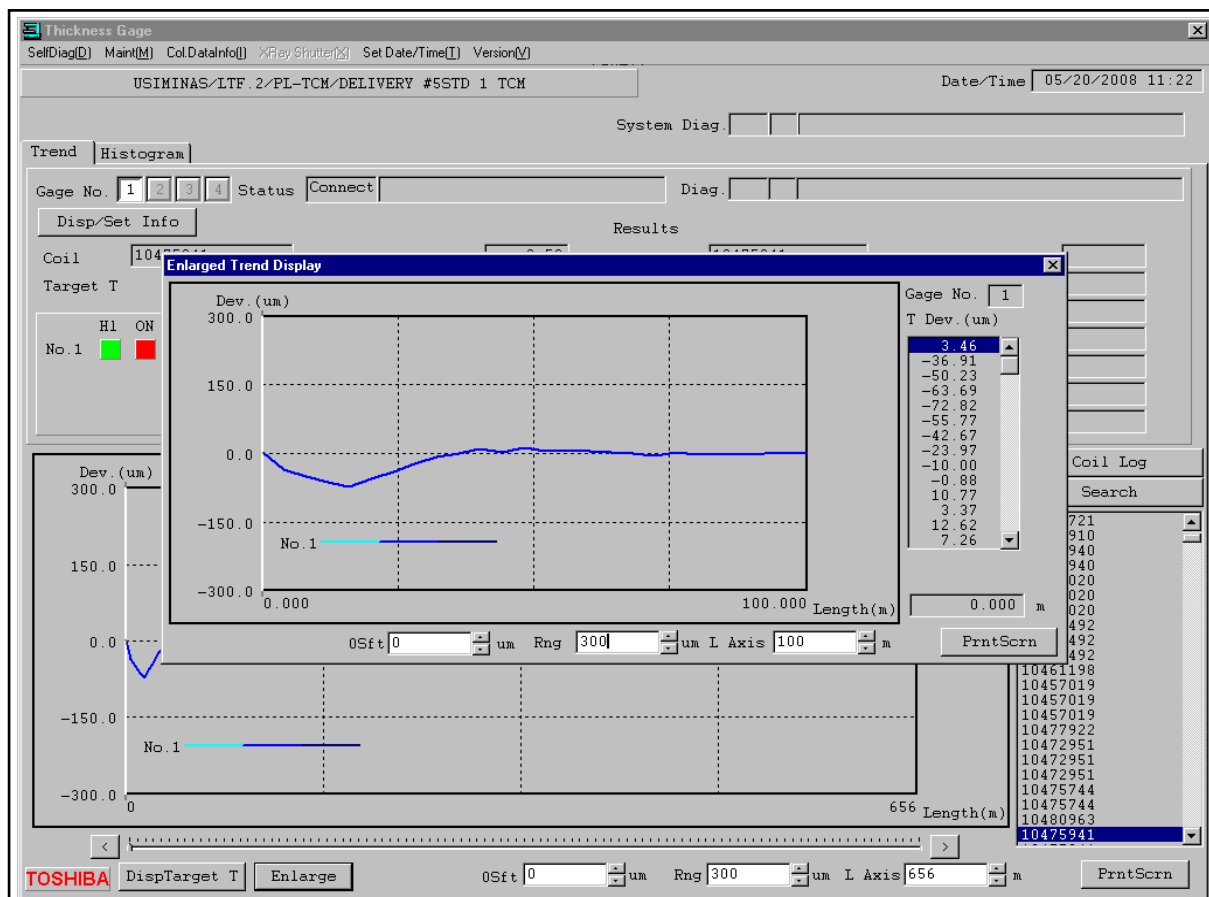 Thickness Gage
SelfDiag(D) Maint(M) Col.DataInfo(I) XRay Shutter(X) Set Date/Time(T) Version(V)
USIMINAS/LTF.2/PL-TCM/DELIVERY #5STD 1 TCM
Date/Time 05/20/2008 11:22
System Diag.
Trend Histogram
Gage No. 1 2 3 4 Status Connect Diag.
Disp/Set Info
Results
Coil
Target T
H1 ON
No.1
Enlarged Trend Display
Dev.(um)
300.0
150.0
0.0
-150.0
-300.0
No.1
0.000 100.000 Length(m)
Gage No. 1
T Dev.(um)
3.46
-36.91
-50.23
-63.69
-72.82
-55.77
-42.67
-23.97
-10.00
-0.88
10.77
3.37
12.62
7.26
0.000 m
0Sft 0 um Rng 300 um L Axis 100 m PrntScrn
Dev.(um)
300.0
150.0
0.0
-150.0
-300.0
No.1
0 656 Length(m)
Coil Log
Search
721
910
940
940
020
020
020
492
492
492
10461198
10457019
10457019
10457019
10477922
10472951
10472951
10472951
10475744
10475744
10480963
10475941
TOSHIBA DispTarget T Enlarge 0Sft 0 um Rng 300 um L Axis 656 m PrntScrn